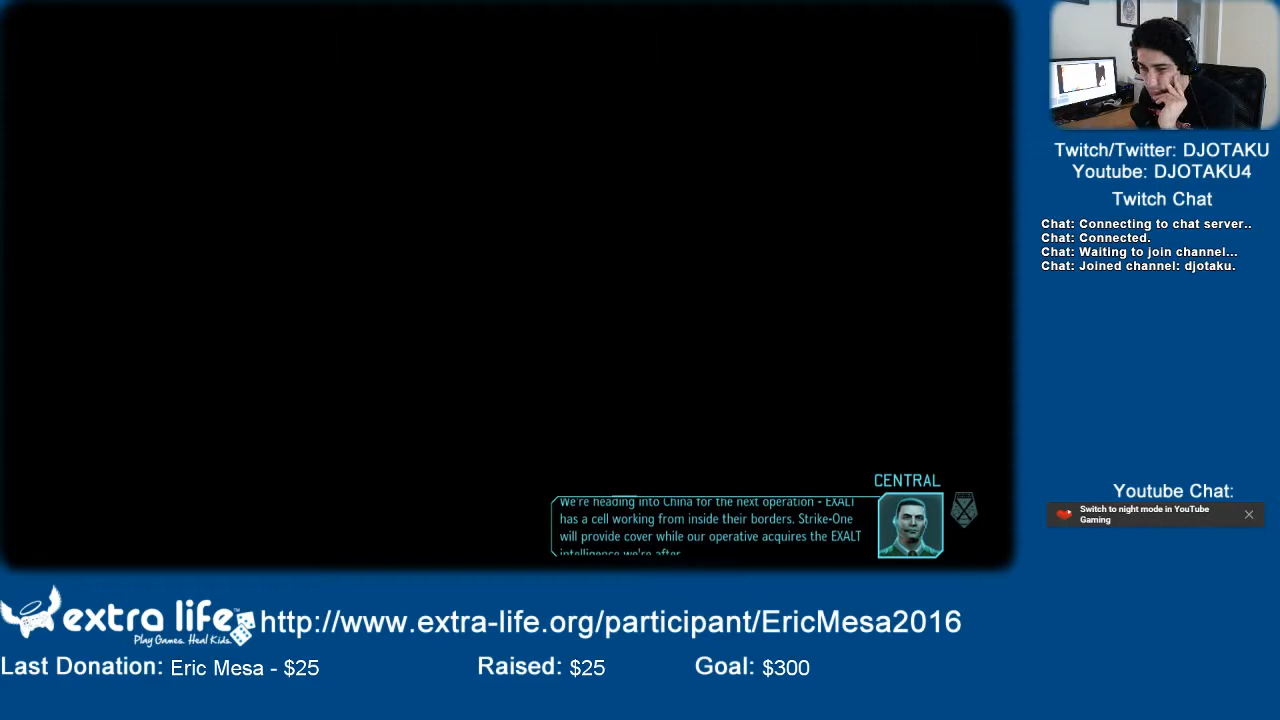 Twitch/Twitter: DJOTAKU
Youtube: DJOTAKU4
Twitch Chat
Chat: Connecting to chat server..
Chat: Connected.
Chat: Waiting to join channel...
Chat: Joined channel: djotaku.
CENTRAL
We're heading into China for the next operation - EXALT
has a cell working from inside their borders. Strike-One
will provide cover while our operative acquires the EXALT
intelligence we're after.
Youtube Chat:
Switch to night mode in YouTube
Gaming
extra life
Play Games. Heal Kids.
http://www.extra-life.org/participant/EricMesa2016
Last Donation: Eric Mesa - $25
Raised: $25
Goal: $300